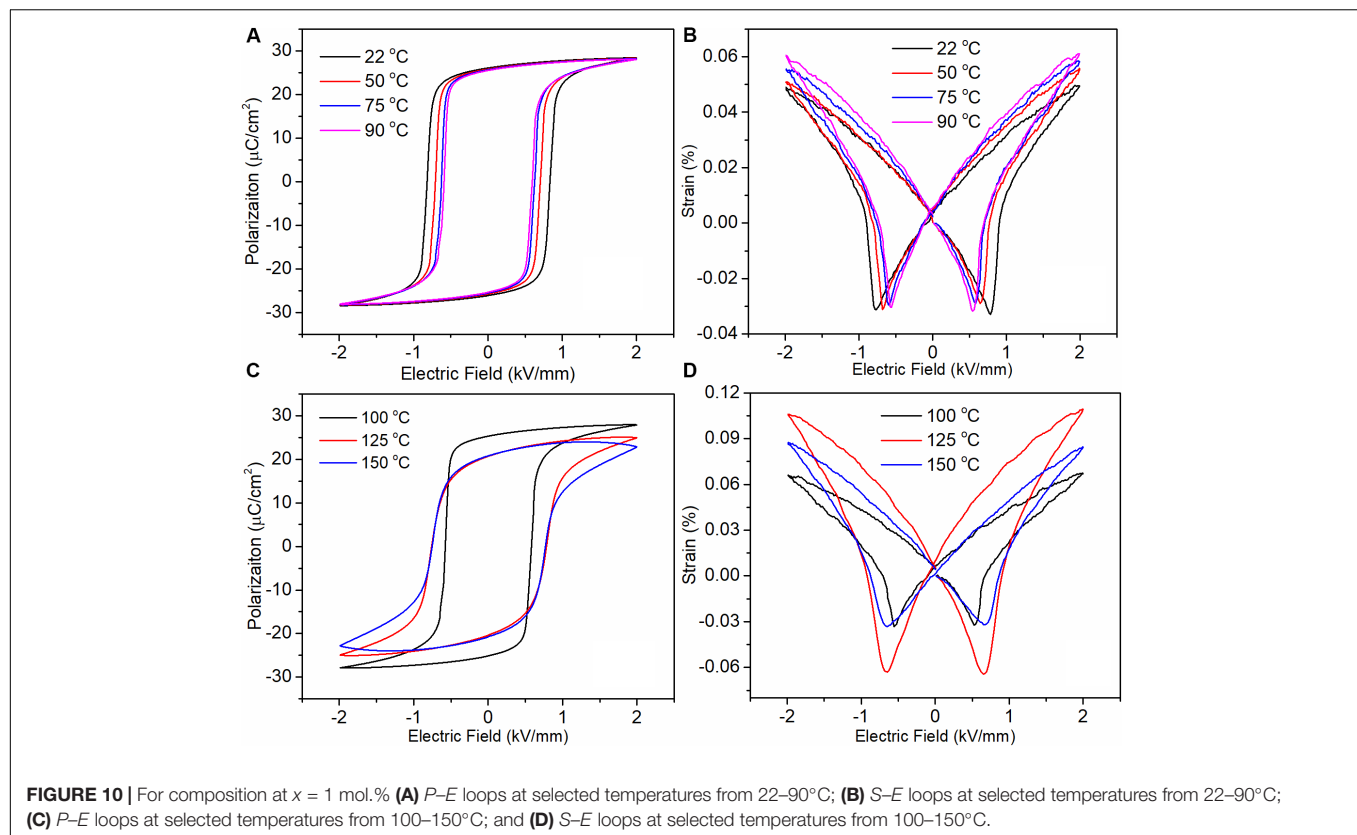 A
30
20
10
0
-10
-20
-30
Polarizaiton (μC/cm²)
22 °C
50 °C
75 °C
90 °C
-2 -1 0 1 2
Electric Field (kV/mm)
B
0.06
0.04
0.02
0.00
-0.02
-0.04
Strain (%)
22 °C
50 °C
75 °C
90 °C
-2 -1 0 1 2
Electric Field (kV/mm)
C
30
20
10
0
-10
-20
-30
Polarizaiton (μC/cm²)
100 °C
125 °C
150 °C
-2 -1 0 1 2
Electric Field (kV/mm)
D
0.12
0.09
0.06
0.03
0.00
-0.03
-0.06
Strain (%)
100 °C
125 °C
150 °C
-2 -1 0 1 2
Electric Field (kV/mm)
FIGURE 10 | For composition at x = 1 mol.% (A) P–E loops at selected temperatures from 22–90°C; (B) S–E loops at selected temperatures from 22–90°C;
(C) P–E loops at selected temperatures from 100–150°C; and (D) S–E loops at selected temperatures from 100–150°C.